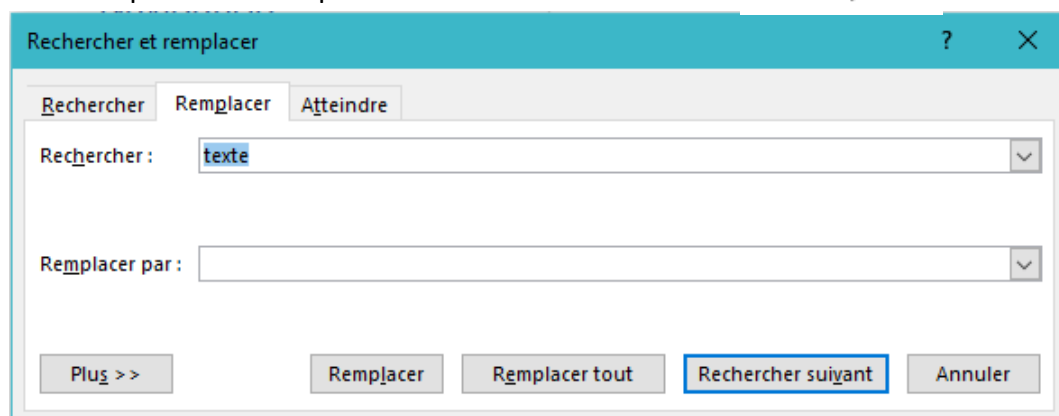 Rechercher et remplacer ? ×
Rechercher Remplacer Atteindre
Rechercher : texte
Remplacer par :
Plus >> Remplacer Remplacer tout Rechercher suivant Annuler